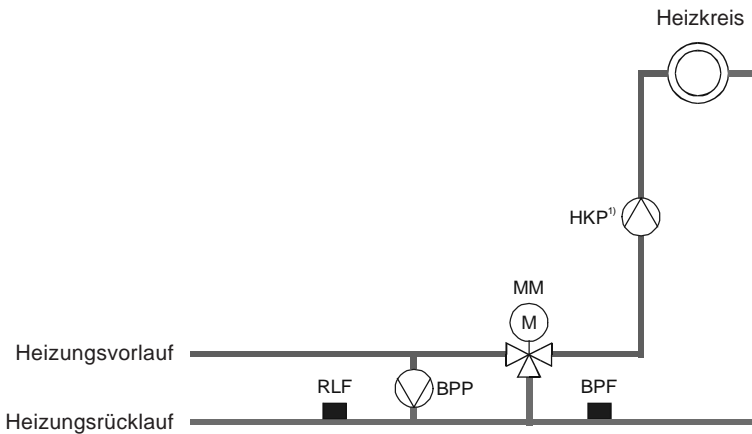 Heizkreis
HKP¹⁾
MM
M
Heizungsvorlauf
RLF
BPP
BPF
Heizungsrücklauf